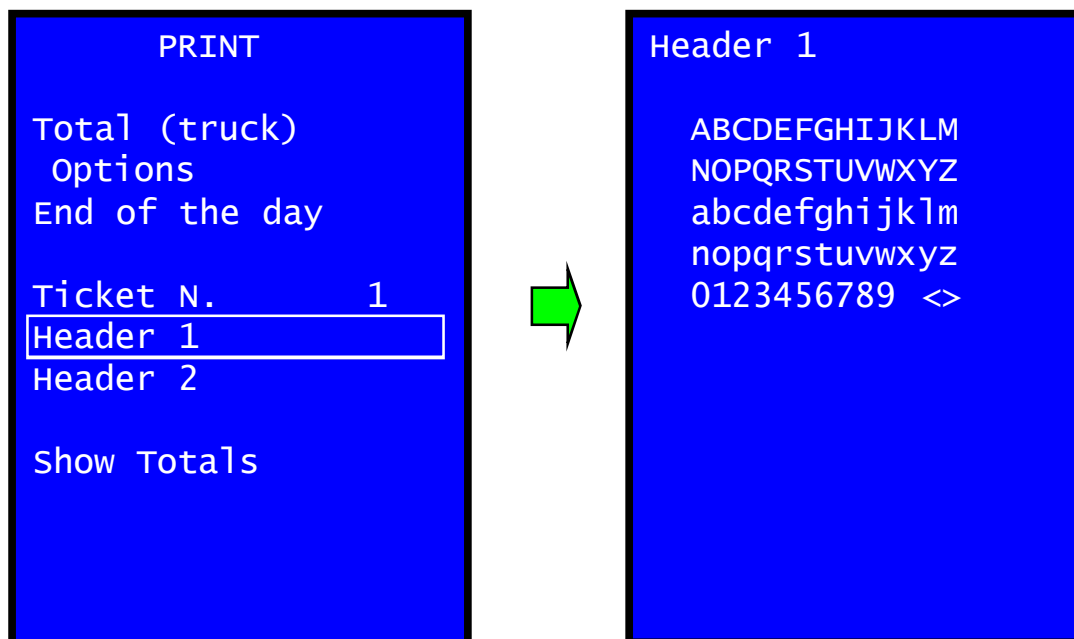 PRINT
Total (truck)
Options
End of the day
Ticket N. 1
Header 1
Header 2
Show Totals
Header 1
ABCDEFGHIJKLM
NOPQRSTUVWXYZ
abcdefghijklm
nopqrstuvwxyz
0123456789 <>